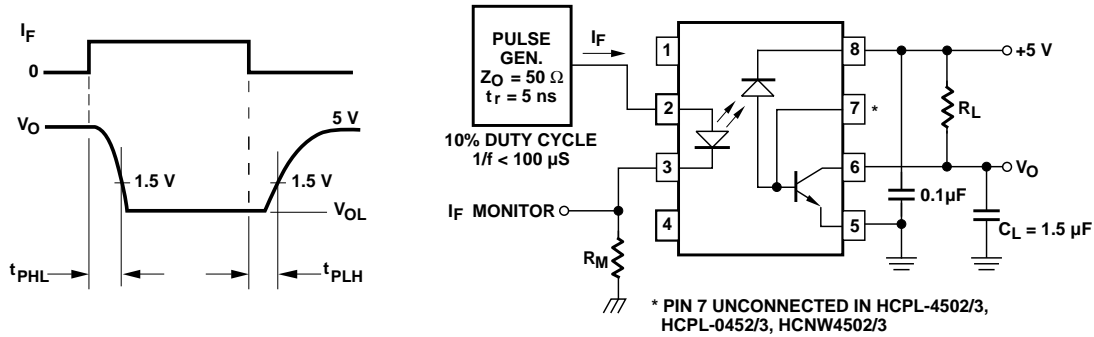 I_F
0
V_O
5 V
1.5 V
1.5 V
V_OL
t_PHL
t_PLH
PULSE
GEN.
Z_O = 50 Ω
t_r = 5 ns
I_F
10% DUTY CYCLE
1/f < 100 µS
I_F MONITOR
R_M
1
2
3
4
8
7
*
6
5
+5 V
R_L
V_O
0.1µF
C_L = 1.5 µF
* PIN 7 UNCONNECTED IN HCPL-4502/3,
HCPL-0452/3, HCNW4502/3